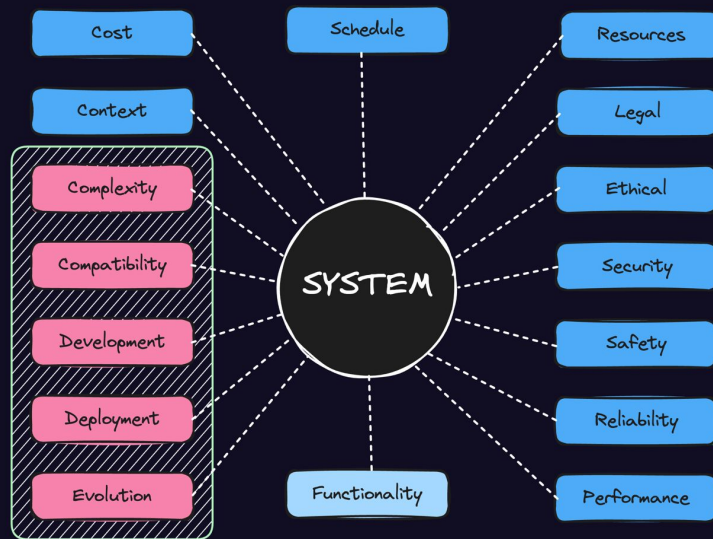 Cost
Schedule
Resources
Context
Legal
Complexity
Ethical
Compatibility
Security
SYSTEM
Development
Safety
Deployment
Reliability
Evolution
Functionality
Performance